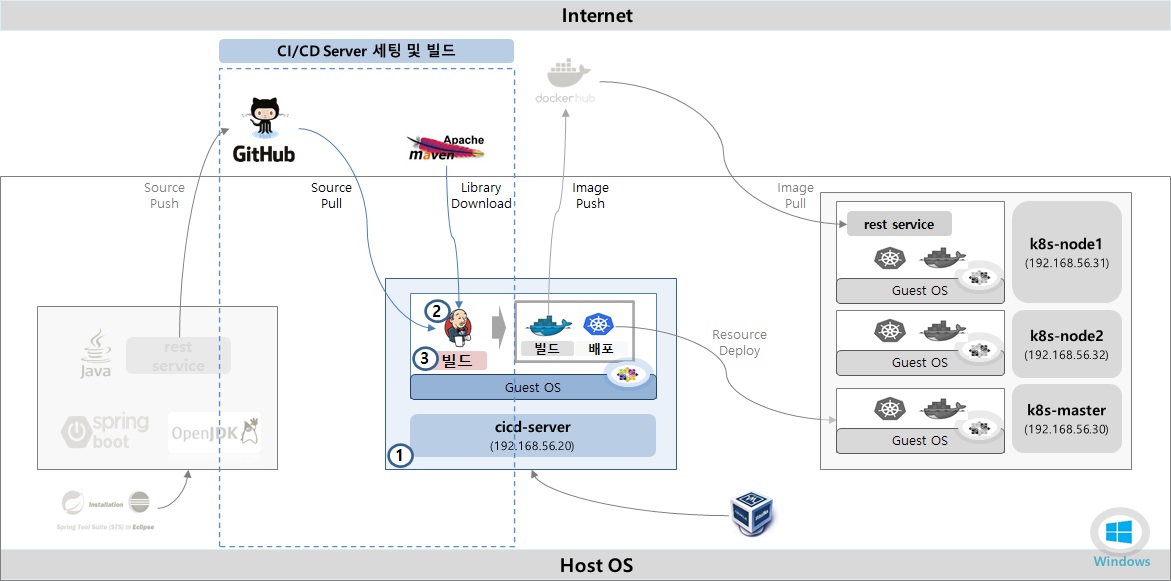 Internet
CI/CD Server 세팅 및 빌드
dockerhub
GitHub
Apache
maven
Source
Push
Source
Pull
Library
Download
Image
Push
Image
Pull
rest service
Guest OS
k8s-node1
(192.168.56.31)
Guest OS
k8s-node2
(192.168.56.32)
Guest OS
k8s-master
(192.168.56.30)
Resource
Deploy
2
3
빌드
빌드
배포
Guest OS
cicd-server
(192.168.56.20)
1
Java
rest
service
spring
boot
OpenJDK
Installation
Spring Tool Suite (STS) in Eclipse
Windows
Host OS